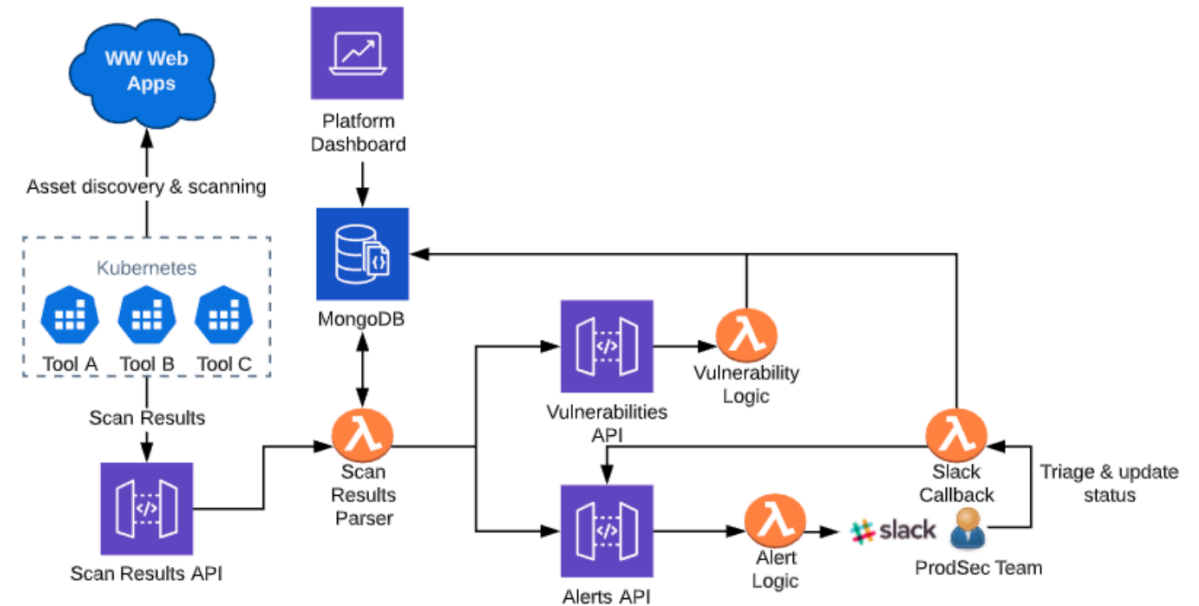 WW Web
Apps
Platform
Dashboard
Asset discovery & scanning
Kubernetes
Tool A
Tool B
Tool C
MongoDB
Scan Results
Scan Results API
Scan
Results
Parser
Vulnerabilities
API
Vulnerability
Logic
Alerts API
Alert
Logic
Slack
Callback
slack
ProdSec Team
Triage & update
status